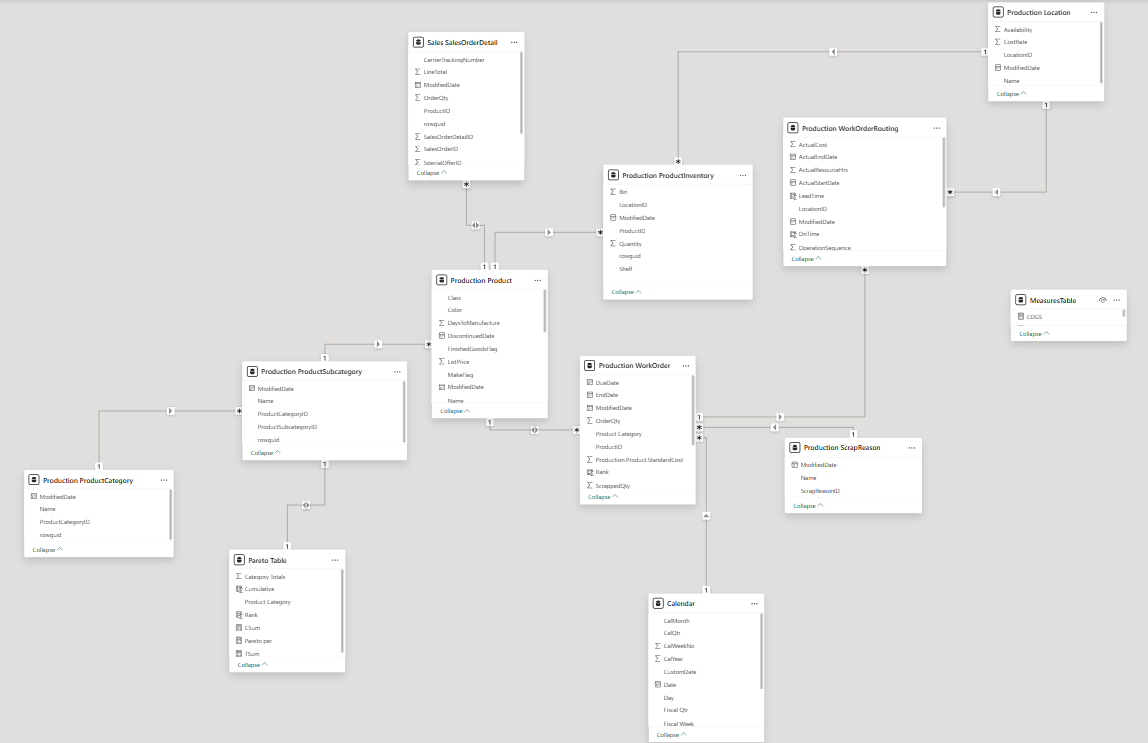 Production Location
Availability
CostRate
LocationID
ModifiedDate
Name
Collapse
Sales SalesOrderDetail
CarrierTrackingNumber
LineTotal
ModifiedDate
OrderQty
ProductID
rowguid
SalesOrderDetailID
SalesOrderID
SpecialOfferID
Collapse
Production WorkOrderRouting
ActualCost
ActualEndDate
ActualResourceHrs
ActualStartDate
LeadTime
LocationID
ModifiedDate
OnTime
OperationSequence
Collapse
Production ProductInventory
Bin
LocationID
ModifiedDate
ProductID
Quantity
rowguid
Shelf
Collapse
Production Product
Class
Color
DaysToManufacture
DiscontinuedDate
FinishedGoodsFlag
ListPrice
MakeFlag
ModifiedDate
Name
Collapse
MeasuresTable
COGS
Collapse
Production ProductSubcategory
ModifiedDate
Name
ProductCategoryID
ProductSubcategoryID
rowguid
Collapse
Production WorkOrder
DueDate
EndDate
ModifiedDate
OrderQty
Product Category
ProductID
Production.Product.StandardCost
Rank
ScrappedQty
Collapse
Production ScrapReason
ModifiedDate
Name
ScrapReasonID
Collapse
Production ProductCategory
ModifiedDate
Name
ProductCategoryID
rowguid
Collapse
Pareto Table
Category Totals
Cumulative
Product Category
Rank
CSum
Pareto per
TSum
Collapse
Calendar
CalMonth
CalQtr
CalWeekNo
CalYear
CustomDate
Date
Day
Fiscal Qtr
Fiscal Week
Collapse
1
1
*
*
*
1
1
*
*
1
*
1
*
1
*
1
1
*
*
1
1
1
*
1